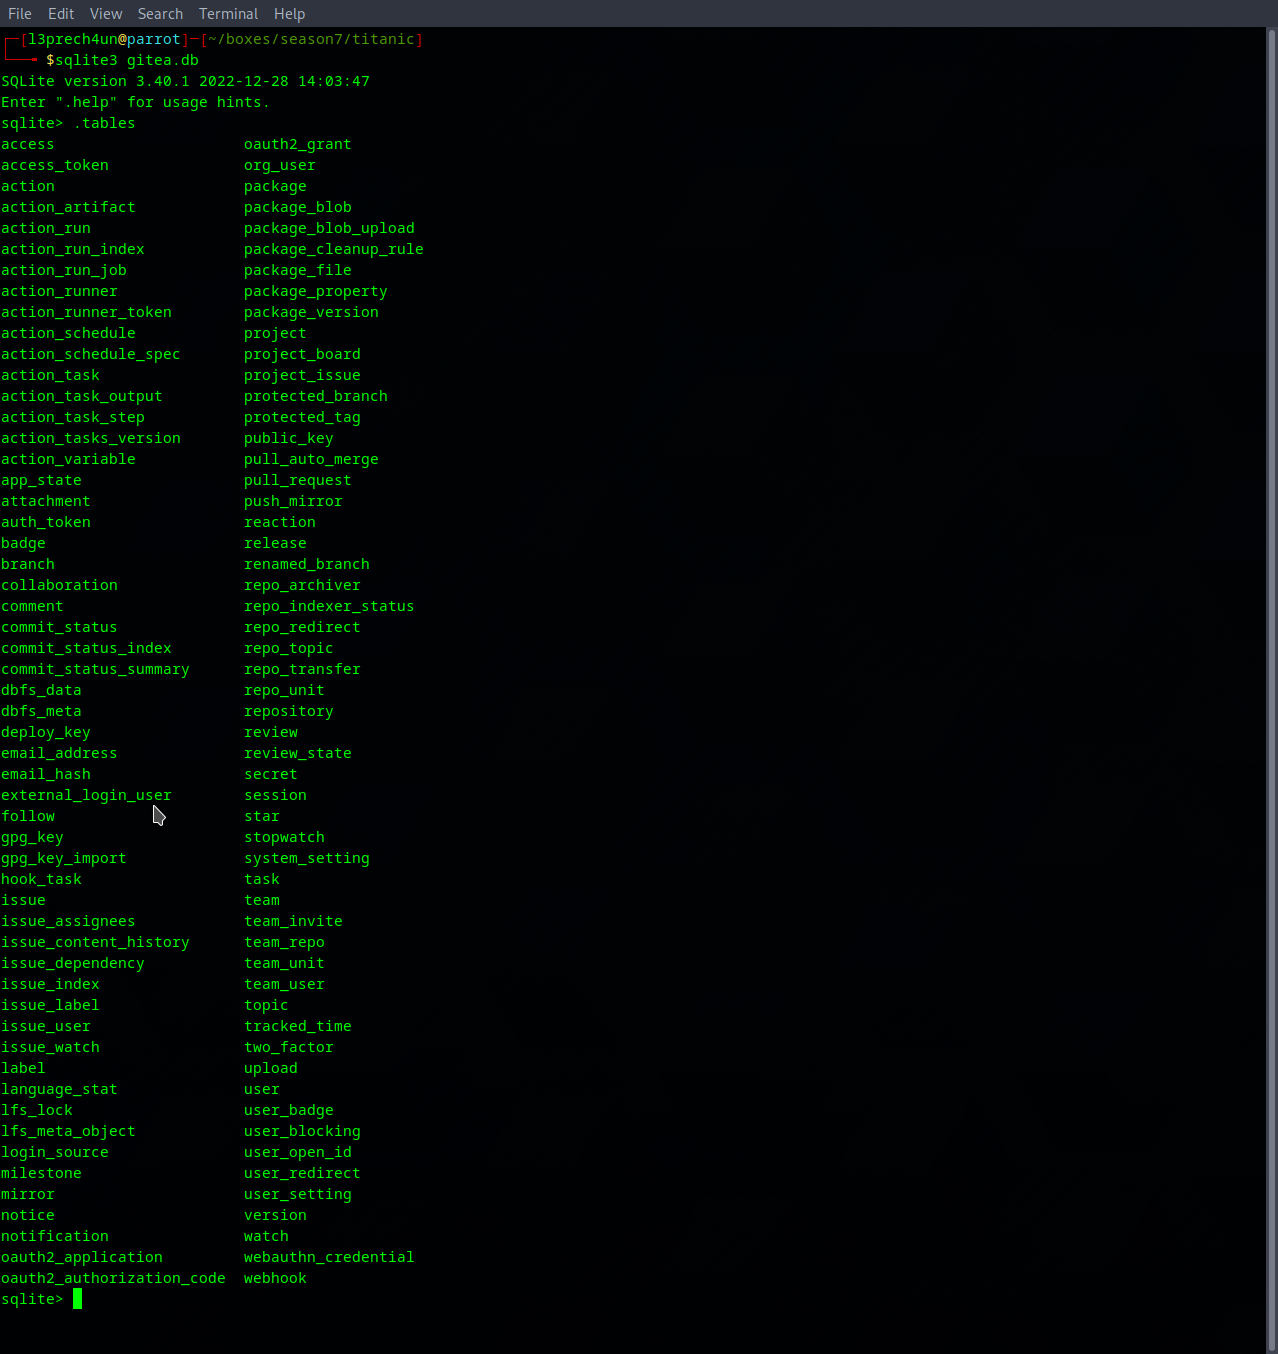 File Edit View Search Terminal Help
┌─[l3prech4un@parrot]─[~/boxes/season7/titanic]
└──╼ $sqlite3 gitea.db
SQLite version 3.40.1 2022-12-28 14:03:47
Enter ".help" for usage hints.
sqlite> .tables
access oauth2_grant
access_token org_user
action package
action_artifact package_blob
action_run package_blob_upload
action_run_index package_cleanup_rule
action_run_job package_file
action_runner package_property
action_runner_token package_version
action_schedule project
action_schedule_spec project_board
action_task project_issue
action_task_output protected_branch
action_task_step protected_tag
action_tasks_version public_key
action_variable pull_auto_merge
app_state pull_request
attachment push_mirror
auth_token reaction
badge release
branch renamed_branch
collaboration repo_archiver
comment repo_indexer_status
commit_status repo_redirect
commit_status_index repo_topic
commit_status_summary repo_transfer
dbfs_data repo_unit
dbfs_meta repository
deploy_key review
email_address review_state
email_hash secret
external_login_user session
follow star
gpg_key stopwatch
gpg_key_import system_setting
hook_task task
issue team
issue_assignees team_invite
issue_content_history team_repo
issue_dependency team_unit
issue_index team_user
issue_label topic
issue_user tracked_time
issue_watch two_factor
label upload
language_stat user
lfs_lock user_badge
lfs_meta_object user_blocking
login_source user_open_id
milestone user_redirect
mirror user_setting
notice version
notification watch
oauth2_application webauthn_credential
oauth2_authorization_code webhook
sqlite>